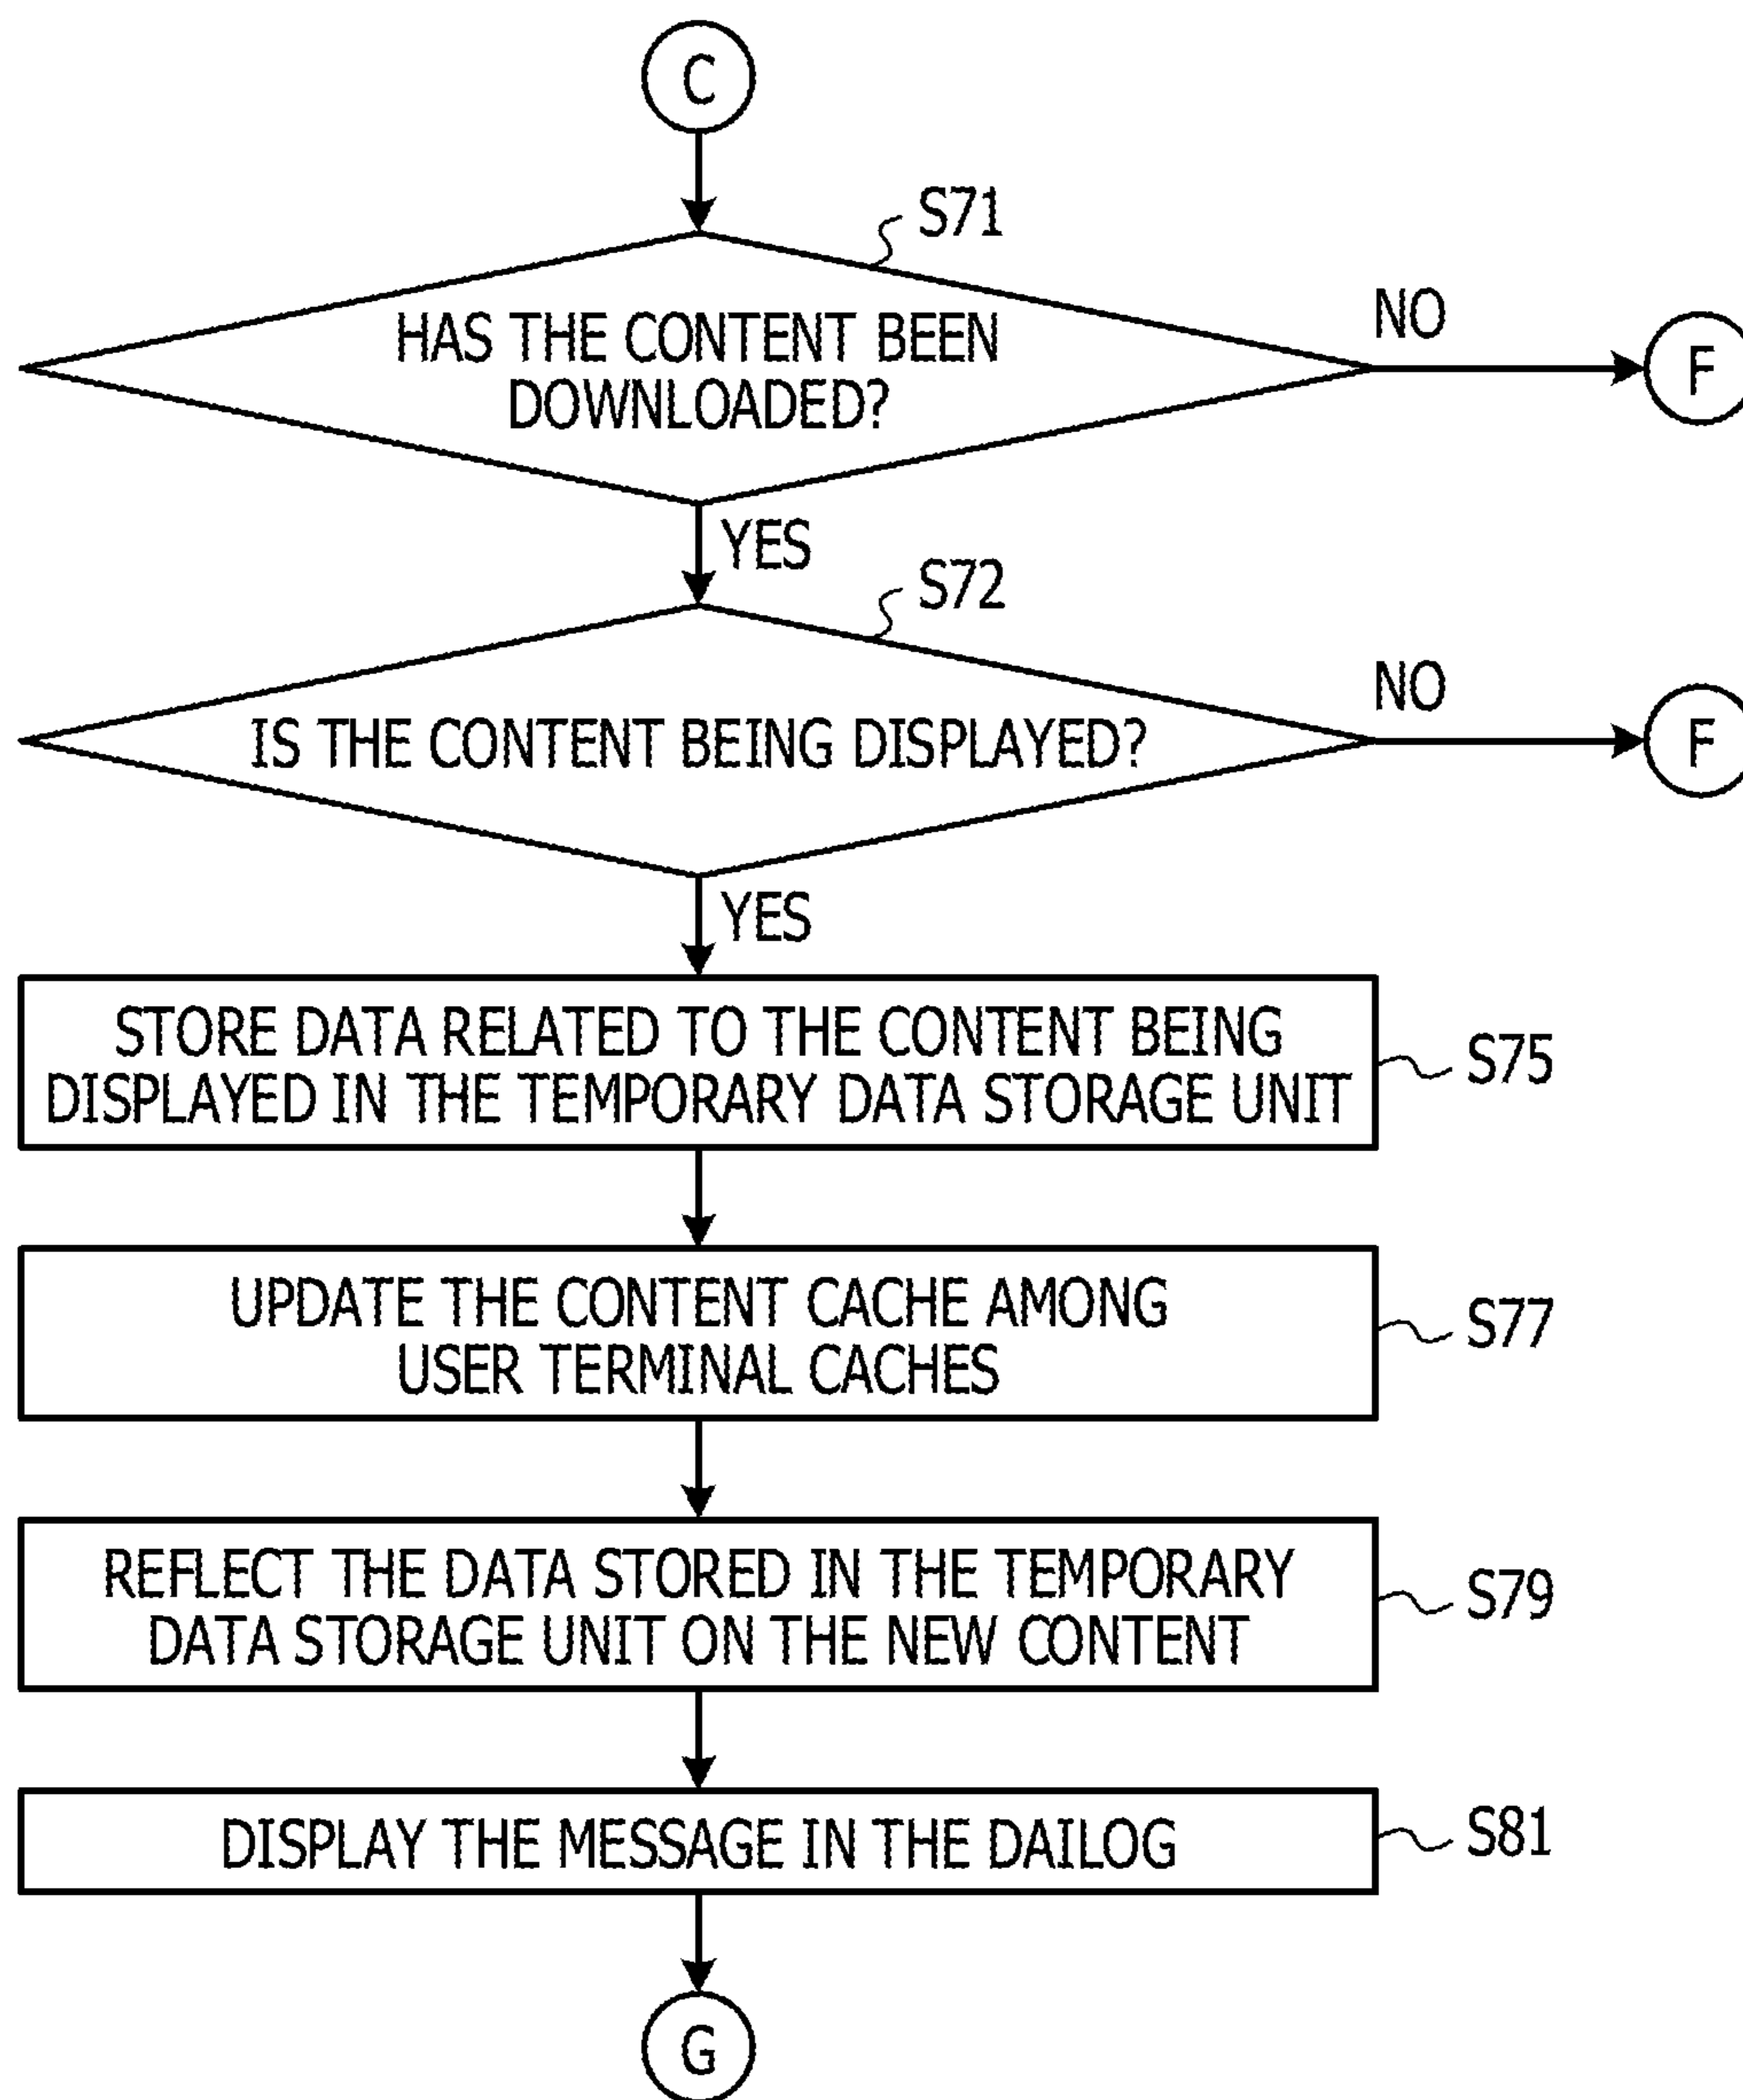 C
S71
HAS THE CONTENT BEEN
DOWNLOADED?
NO
F
YES
S72
IS THE CONTENT BEING DISPLAYED?
NO
F
YES
STORE DATA RELATED TO THE CONTENT BEING
DISPLAYED IN THE TEMPORARY DATA STORAGE UNIT
S75
UPDATE THE CONTENT CACHE AMONG
USER TERMINAL CACHES
S77
REFLECT THE DATA STORED IN THE TEMPORARY
DATA STORAGE UNIT ON THE NEW CONTENT
S79
DISPLAY THE MESSAGE IN THE DAILOG
S81
G